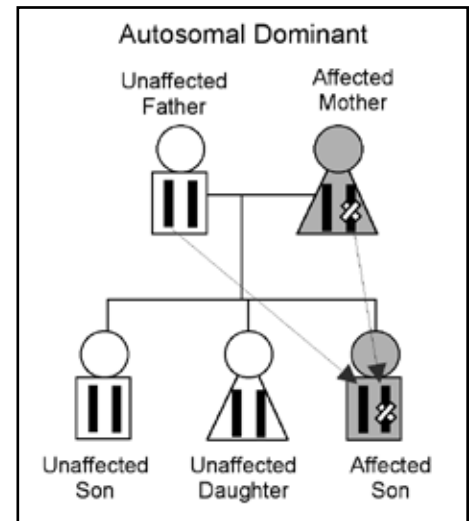 Autosomal Dominant
Unaffected Father
Affected Mother
Unaffected Son
Unaffected Daughter
Affected Son